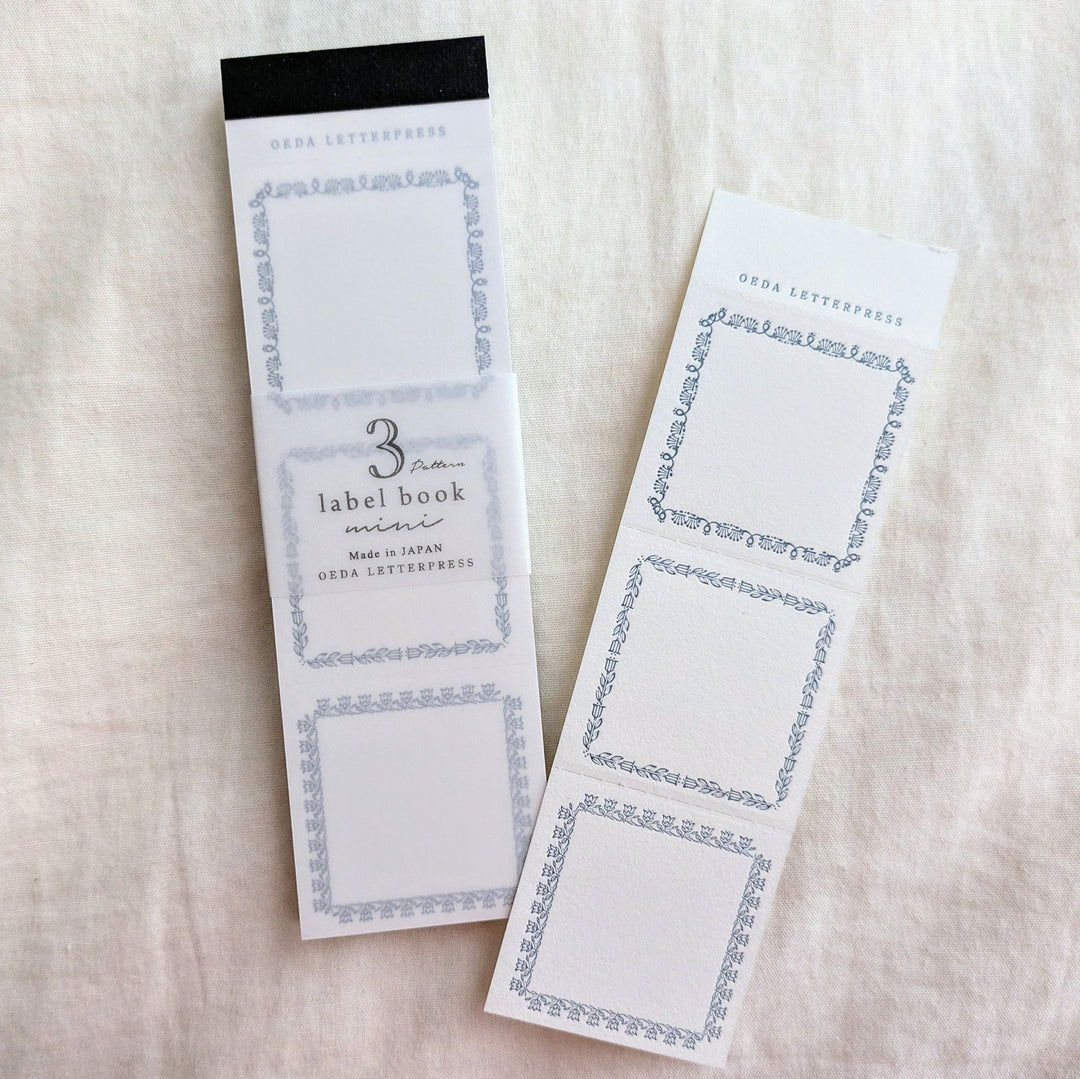 OEDA LETTERPRESS
3 Pattern
label book
mini
Made in JAPAN
OEDA LETTERPRESS
OEDA LETTERPRESS